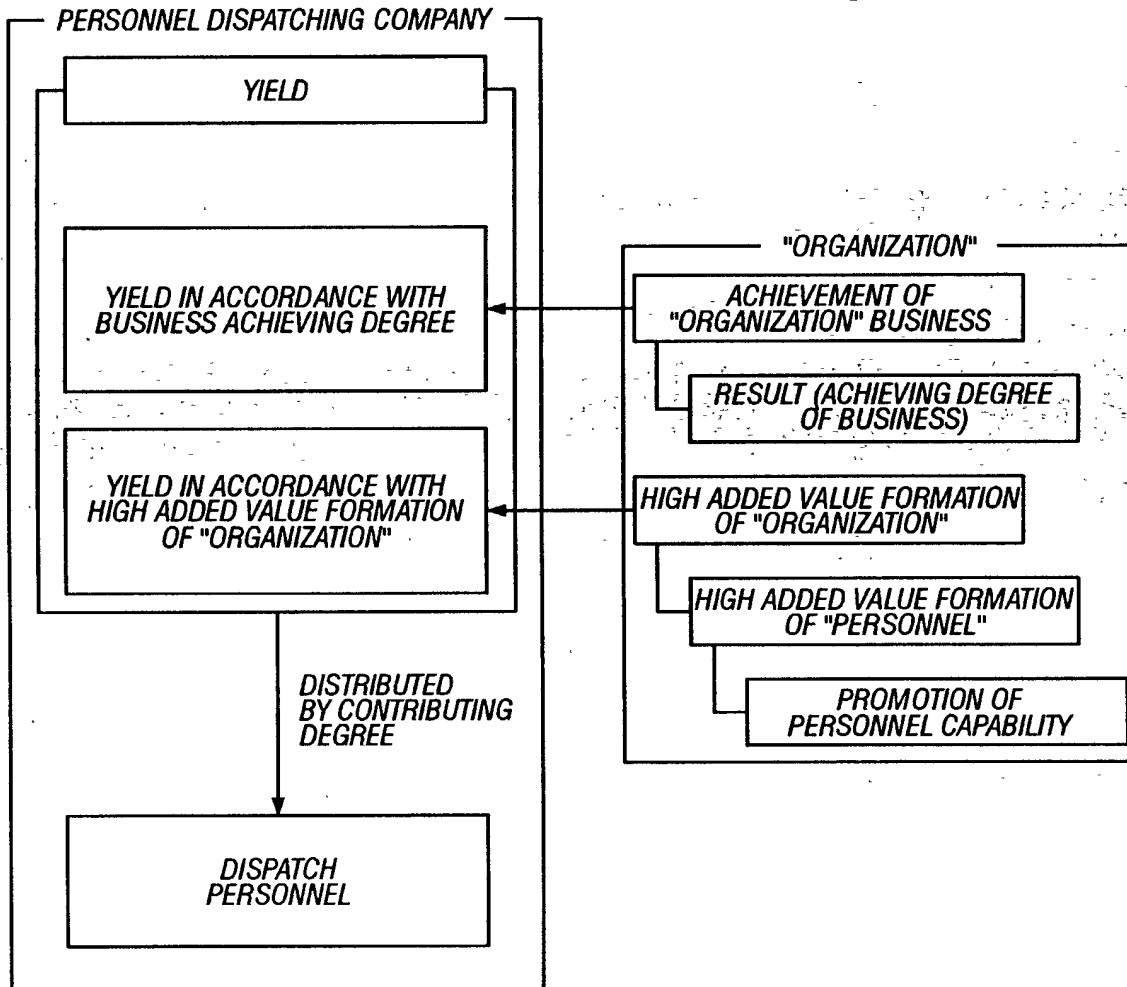 PERSONNEL DISPATCHING COMPANY
YIELD
YIELD IN ACCORDANCE WITH
BUSINESS ACHIEVING DEGREE
YIELD IN ACCORDANCE WITH
HIGH ADDED VALUE FORMATION
OF "ORGANIZATION"
DISTRIBUTED
BY CONTRIBUTING
DEGREE
DISPATCH
PERSONNEL
"ORGANIZATION"
ACHIEVEMENT OF
"ORGANIZATION" BUSINESS
RESULT (ACHIEVING DEGREE
OF BUSINESS)
HIGH ADDED VALUE FORMATION
OF "ORGANIZATION"
HIGH ADDED VALUE FORMATION
OF "PERSONNEL"
PROMOTION OF
PERSONNEL CAPABILITY